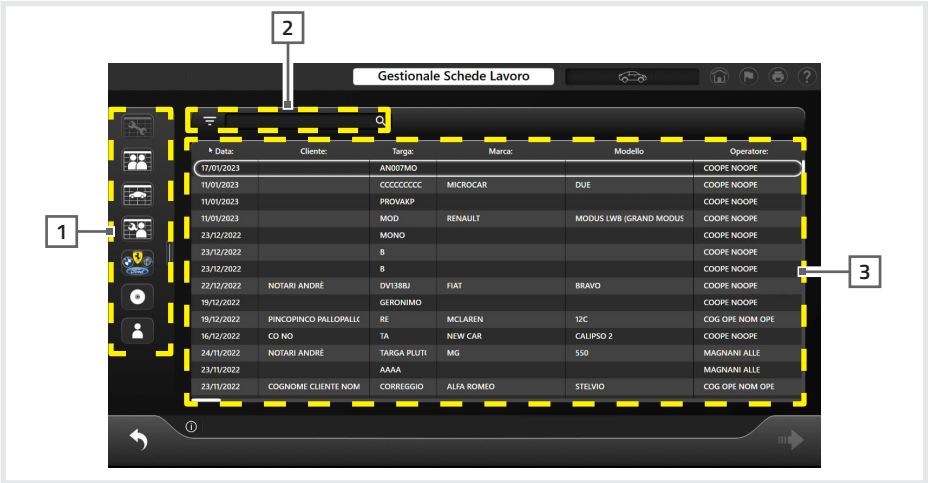 2
Gestionale Schede Lavoro
?
Data: Cliente: Targa: Marca: Modello Operatore:
17/01/2023 AN007MO COOPE NOOPE
11/01/2023 CCCCCCCCC MICROCAR DUE COOPE NOOPE
11/01/2023 PROVAKP COOPE NOOPE
11/01/2023 MOD RENAULT MODUS LWB (GRAND MODUS COOPE NOOPE
1
23/12/2022 MONO COOPE NOOPE
23/12/2022 B COOPE NOOPE
Ford
23/12/2022 B COOPE NOOPE
3
22/12/2022 NOTARI ANDRÈ DV138BJ FIAT BRAVO COOPE NOOPE
19/12/2022 GERONIMO COOPE NOOPE
19/12/2022 PINCOPINCO PALLOPALL RE MCLAREN 12C COG OPE NOM OPE
16/12/2022 CO NO TA NEW CAR CALIPSO 2 COOPE NOOPE
24/11/2022 NOTARI ANDRÈ TARGA PLUT MG 550 MAGNANI ALLE
23/11/2022 AAAA MAGNANI ALLE
23/11/2022 COGNOME CLIENTE NOM CORREGGIO ALFA ROMEO STELVIO COG OPE NOM OPE